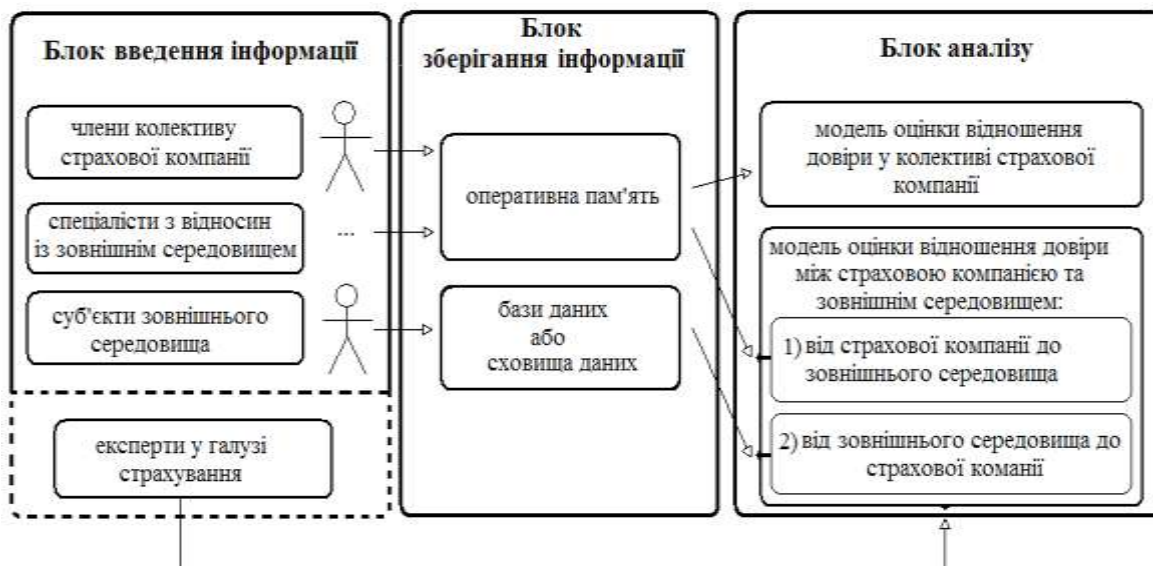 Блок введення інформації
члени колективу
страхової компанії
спеціалісти з відносин
із зовнішнім середовищем
...
суб'єкти зовнішнього
середовища
експерти у галузі
страхування
Блок
зберігання інформації
оперативна пам'ять
бази даних
або
сховища даних
Блок аналізу
модель оцінки відношення
довіри у колективі страхової
компанії
модель оцінки відношення довіри
між страховою компанією та
зовнішнім середовищем:
1) від страхової компанії до
зовнішнього середовища
2) від зовнішнього середовища до
страхової команії